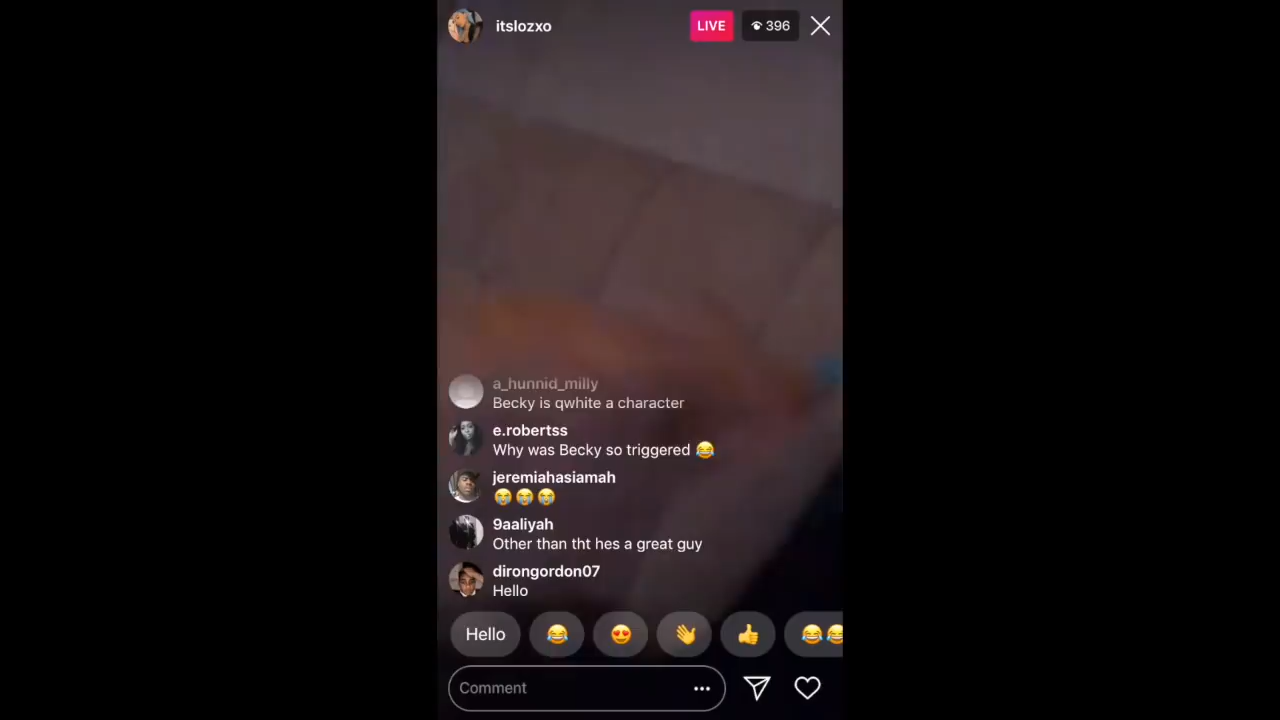 itslozxo
LIVE
396
a_hunnid_milly
Becky is qwhite a character
e.robertss
Why was Becky so triggered 😂
jeremiahasiamah
😭😭😭
9aaliyah
Other than tht hes a great guy
dirongordon07
Hello
Hello 😂 😍 👋 👍 😂😂
Comment